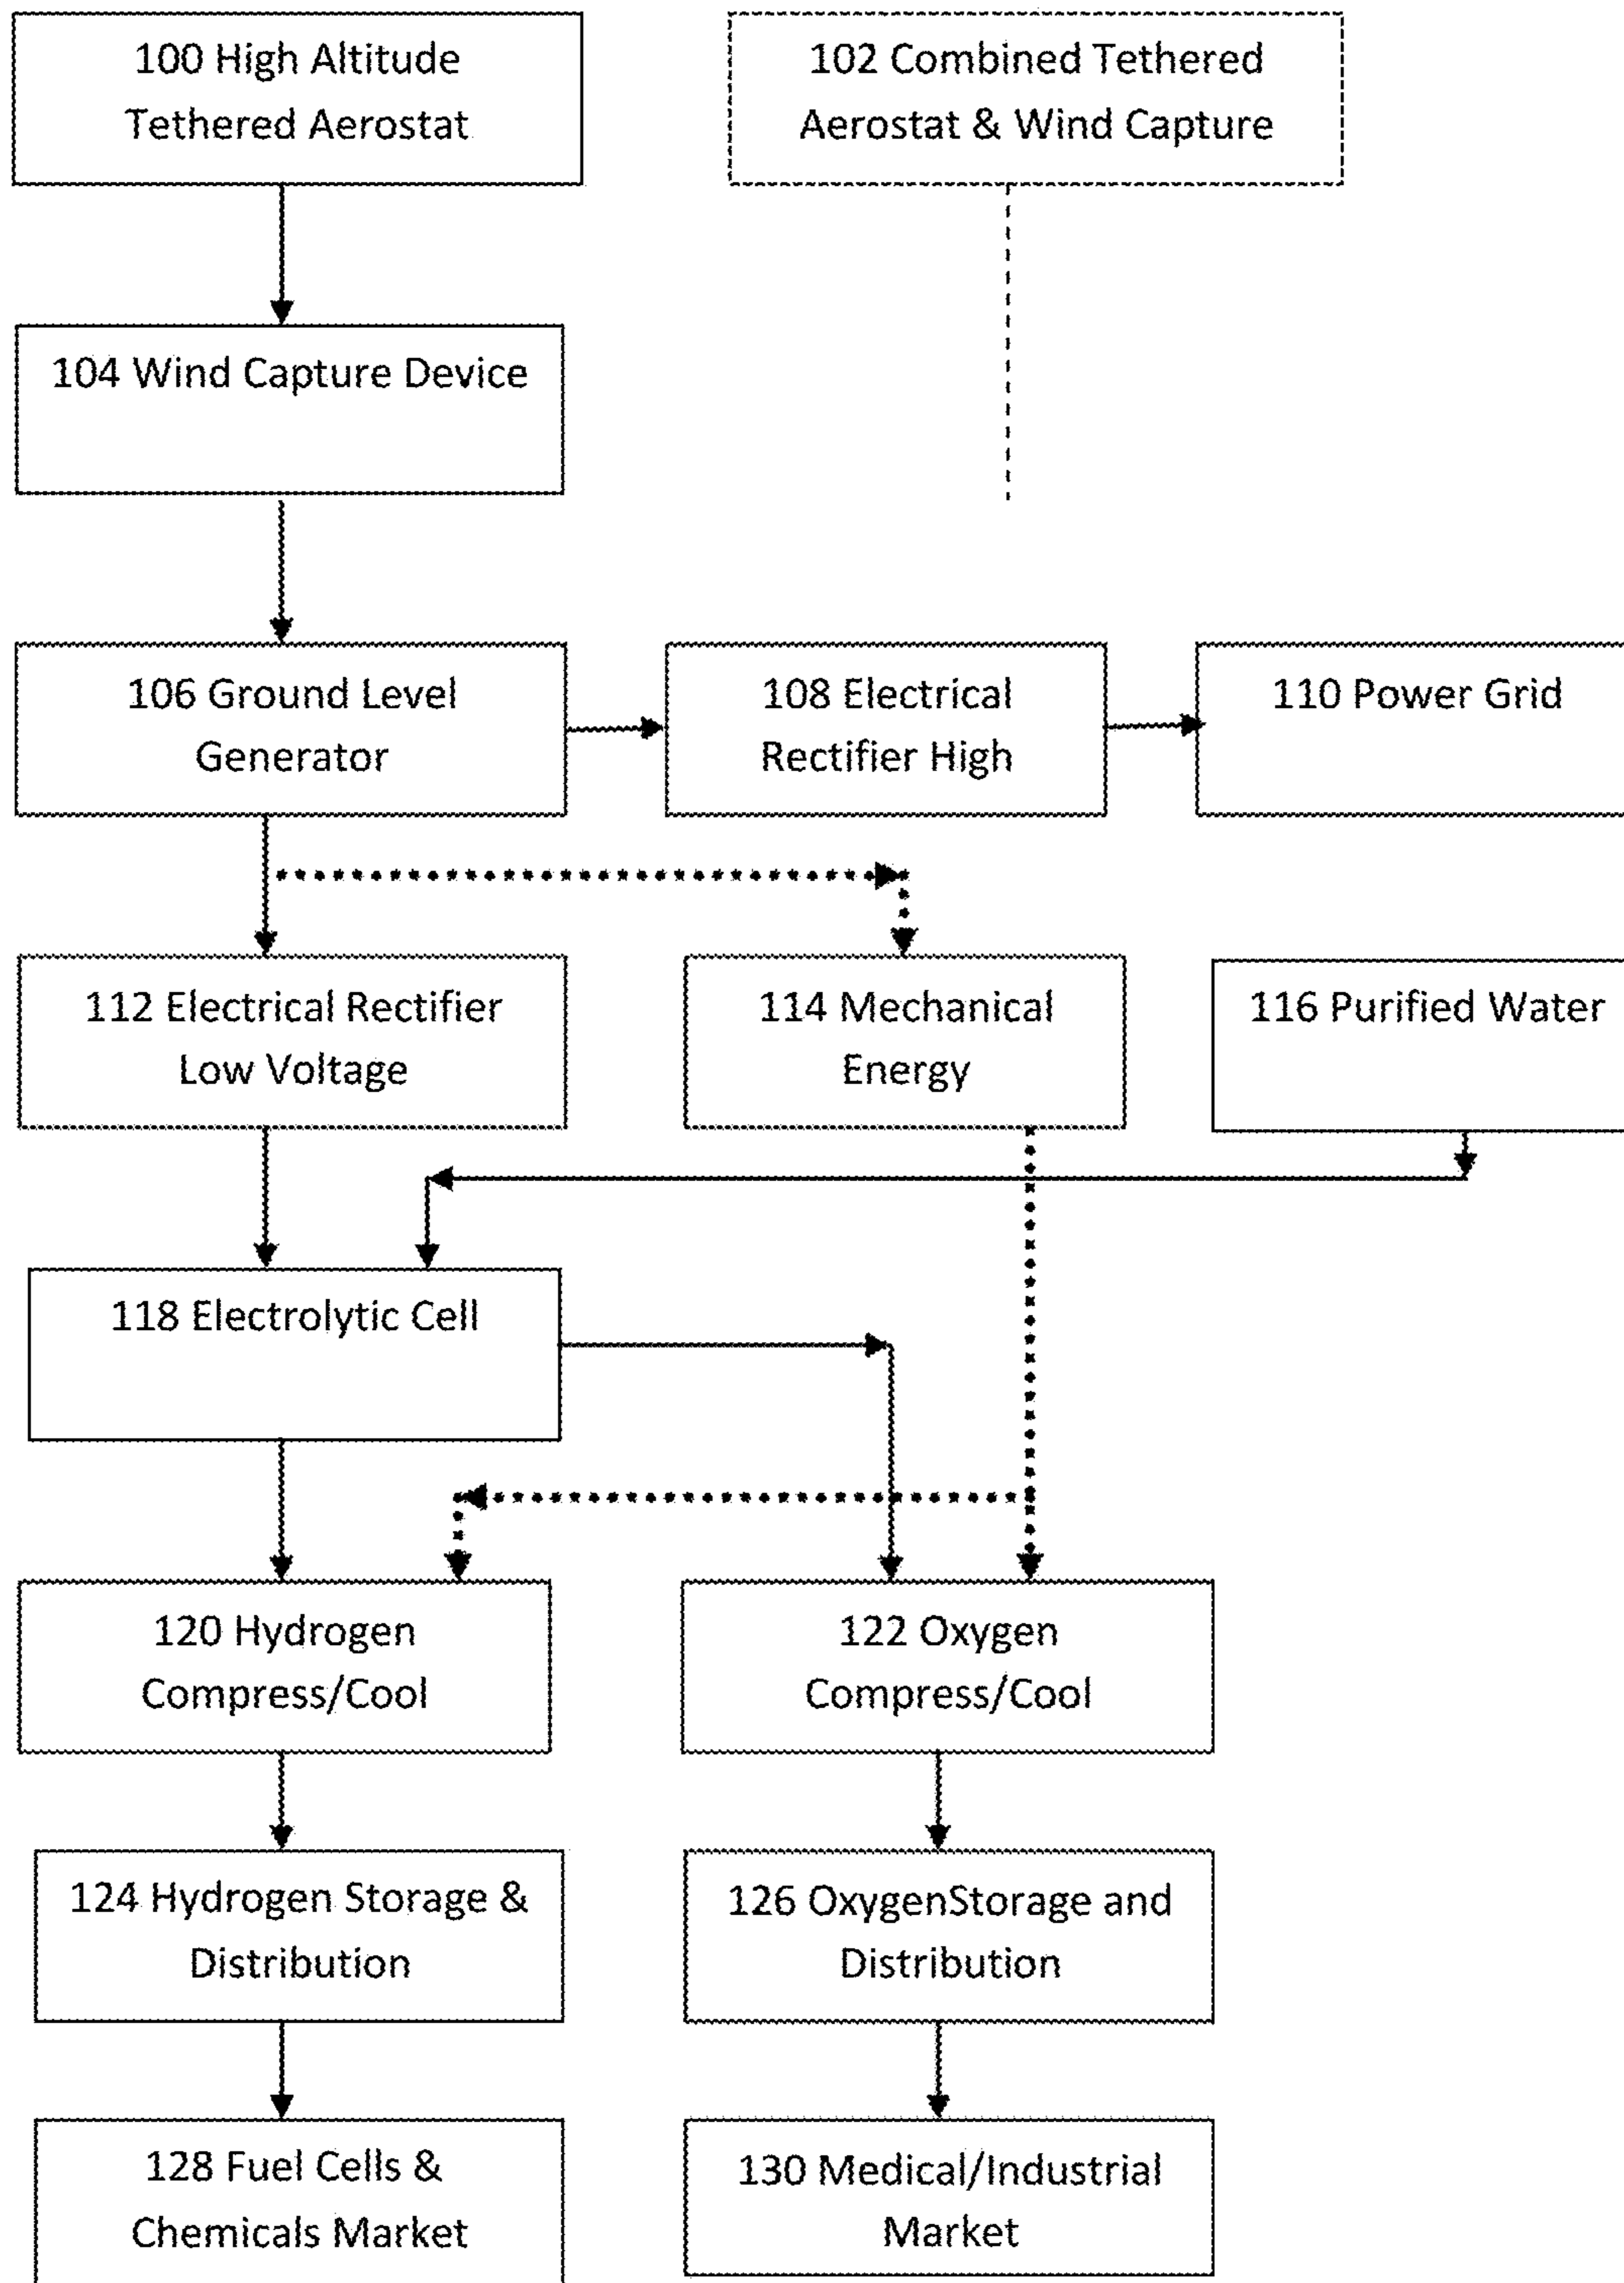 100 High Altitude
Tethered Aerostat
102 Combined Tethered
Aerostat & Wind Capture
104 Wind Capture Device
106 Ground Level
Generator
108 Electrical
Rectifier High
110 Power Grid
112 Electrical Rectifier
Low Voltage
114 Mechanical
Energy
116 Purified Water
118 Electrolytic Cell
120 Hydrogen
Compress/Cool
122 Oxygen
Compress/Cool
124 Hydrogen Storage &
Distribution
126 OxygenStorage and
Distribution
128 Fuel Cells &
Chemicals Market
130 Medical/Industrial
Market